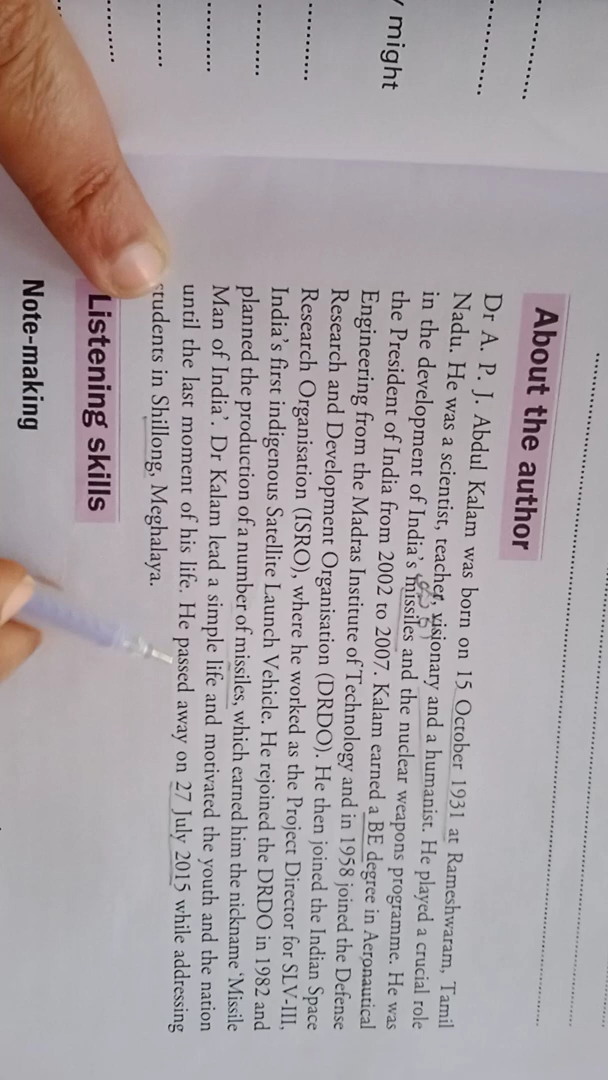 might
About the author
Dr A. P. J. Abdul Kalam was born on 15 October 1931 at Rameshwaram, Tamil
Nadu. He was a scientist, teacher, visionary and a humanist. He played a crucial role
in the development of India's missiles and the nuclear weapons programme. He was
the President of India from 2002 to 2007. Kalam earned a BE degree in Aeronautical
Engineering from the Madras Institute of Technology and in 1958 joined the Defense
Research and Development Organisation (DRDO). He then joined the Indian Space
Research Organisation (ISRO), where he worked as the Project Director for SLV-III,
India's first indigenous Satellite Launch Vehicle. He rejoined the DRDO in 1982 and
planned the production of a number of missiles, which earned him the nickname 'Missile
Man of India'. Dr Kalam lead a simple life and motivated the youth and the nation
until the last moment of his life. He passed away on 27 July 2015 while addressing
students in Shillong, Meghalaya.
Listening skills
Note-making